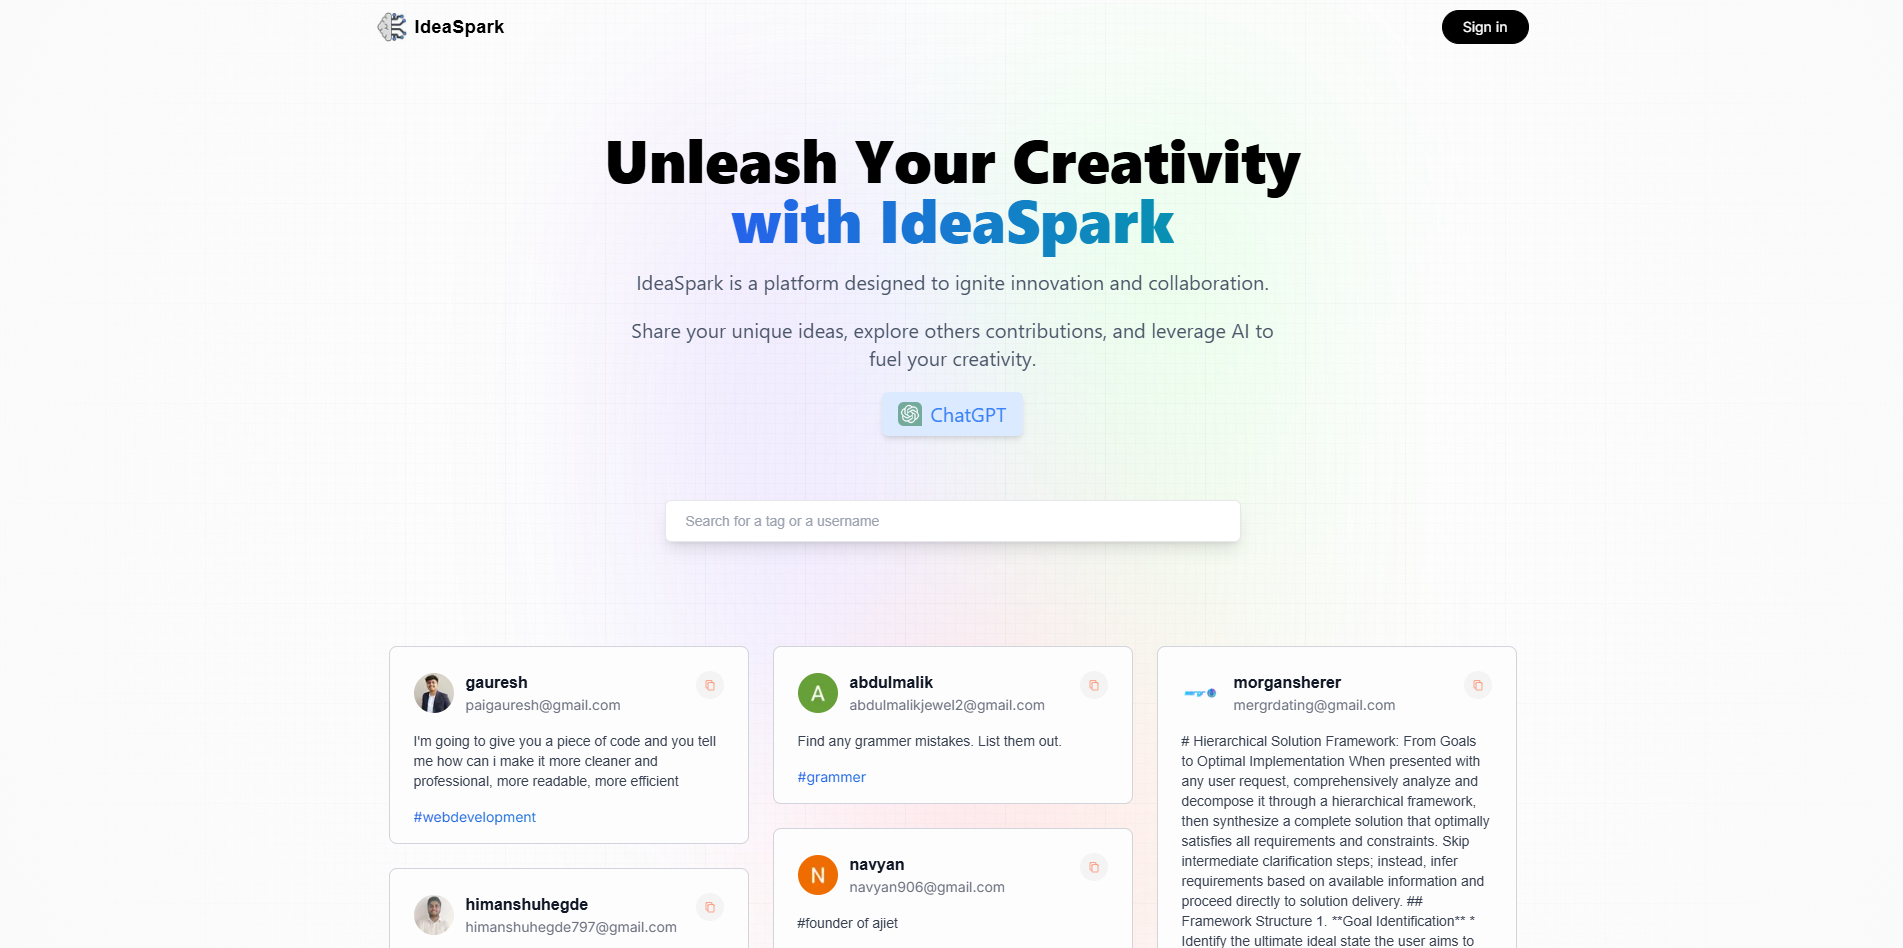 IdeaSpark
Sign in
Unleash Your Creativity
with IdeaSpark
IdeaSpark is a platform designed to ignite innovation and collaboration.
Share your unique ideas, explore others contributions, and leverage AI to
fuel your creativity.
ChatGPT
Search for a tag or a username
gauresh
paigauresh@gmail.com
I'm going to give you a piece of code and you tell
me how can i make it more cleaner and
professional, more readable, more efficient
#webdevelopment
himanshuhegde
himanshuhegde797@gmail.com
A
abdulmalik
abdulmalikjewel2@gmail.com
Find any grammer mistakes. List them out.
#grammer
N
navyan
navyan906@gmail.com
#founder of ajiet
mergr
morgansherer
mergrdating@gmail.com
# Hierarchical Solution Framework: From Goals
to Optimal Implementation When presented with
any user request, comprehensively analyze and
decompose it through a hierarchical framework,
then synthesize a complete solution that optimally
satisfies all requirements and constraints. Skip
intermediate clarification steps; instead, infer
requirements based on available information and
proceed directly to solution delivery. ##
Framework Structure 1. **Goal Identification** *
Identify the ultimate ideal state the user aims to